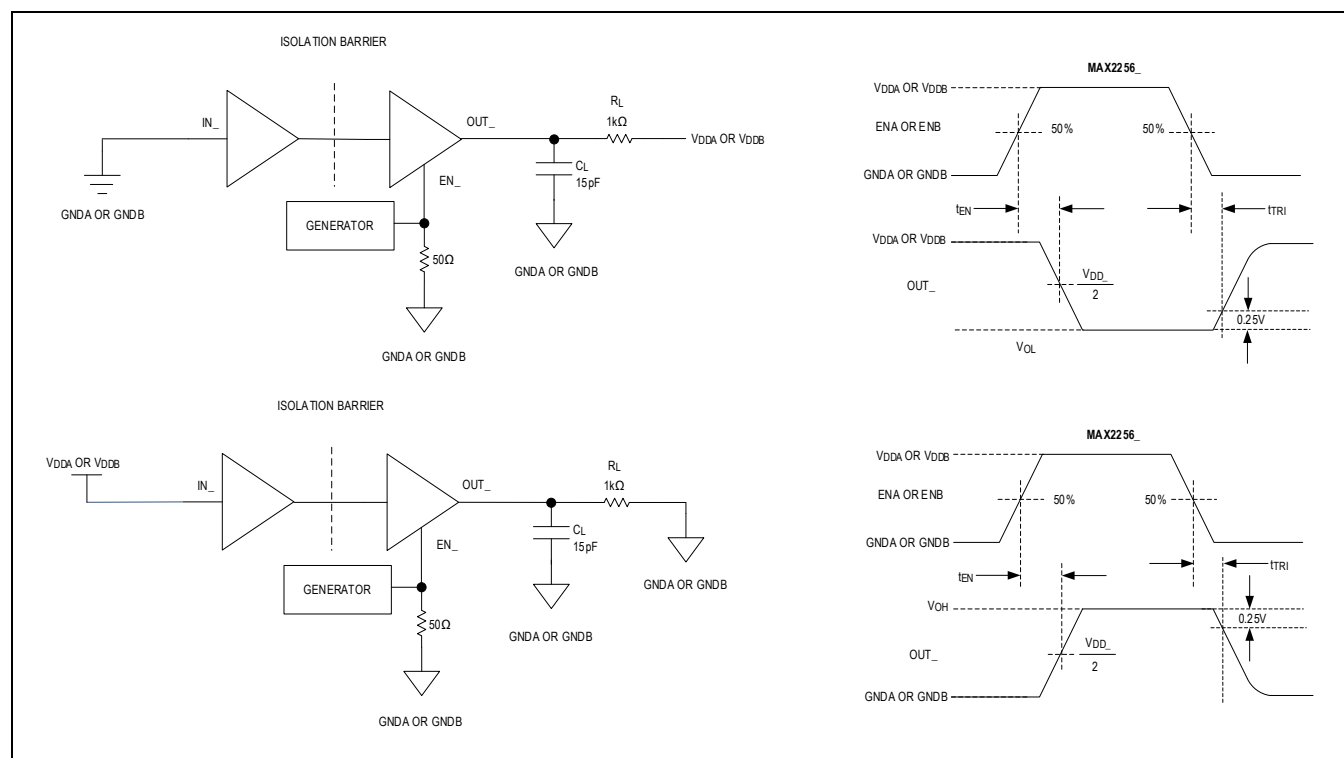 ISOLATION BARRIER
IN_
OUT_
RL
1kΩ
VDDA OR VDDB
CL
15pF
EN_
GENERATOR
50Ω
GNDA OR GNDB
GNDA OR GNDB
GNDA OR GNDB
MAX2256_
VDDA OR VDDB
ENA OR ENB
50%
50%
GNDA OR GNDB
tEN
tTRI
VDDA OR VDDB
OUT_
VDD_
2
0.25V
VOL
ISOLATION BARRIER
VDDA OR VDDB
IN_
OUT_
RL
1kΩ
CL
15pF
EN_
GENERATOR
50Ω
GNDA OR GNDB
GNDA OR GNDB
GNDA OR GNDB
MAX2256_
VDDA OR VDDB
ENA OR ENB
50%
50%
GNDA OR GNDB
tEN
tTRI
VOH
0.25V
OUT_
VDD_
2
GNDA OR GNDB